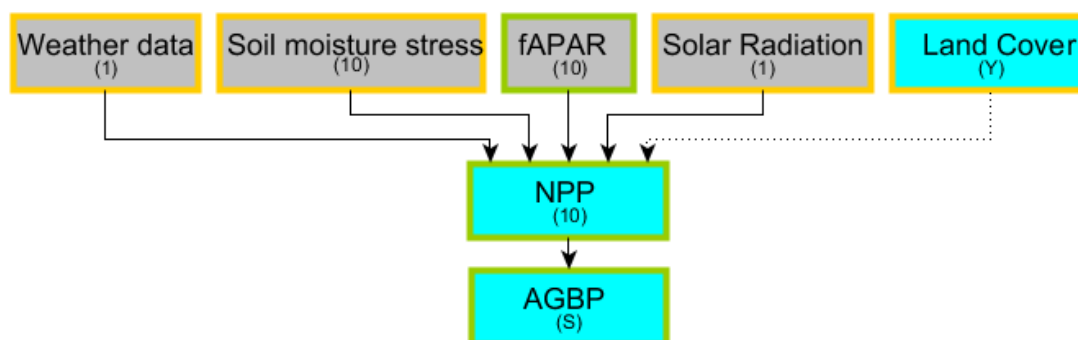 Weather data
(1)
Soil moisture stress
(10)
fAPAR
(10)
Solar Radiation
(1)
Land Cover
(Y)
NPP
(10)
AGBP
(S)